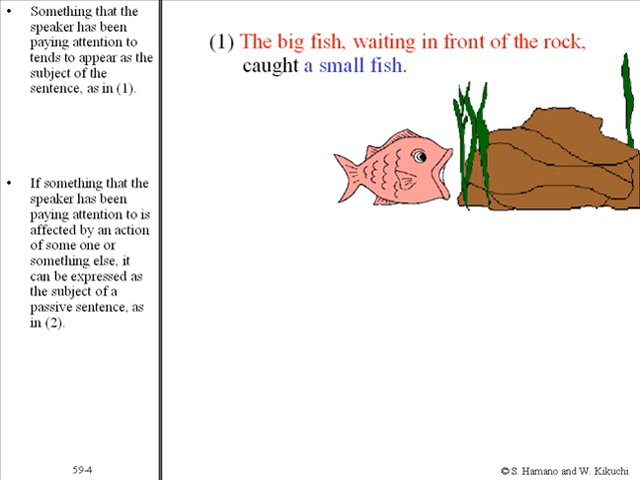 • Something that the
speaker has been
paying attention to
tends to appear as the
subject of the
sentence, as in (1).
• If something that the
speaker has been
paying attention to is
affected by an action
of some one or
something else, it
can be expressed as
the subject of a
passive sentence, as
in (2).
59-4
(1) The big fish, waiting in front of the rock,
caught a small fish.
© S. Hamano and W. Kikuchi